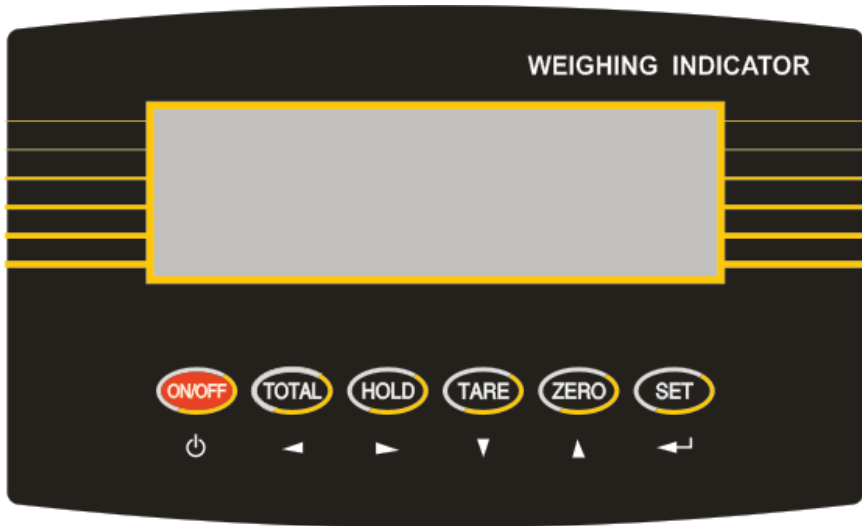 WEIGHING INDICATOR
ON/OFF TOTAL HOLD TARE ZERO SET